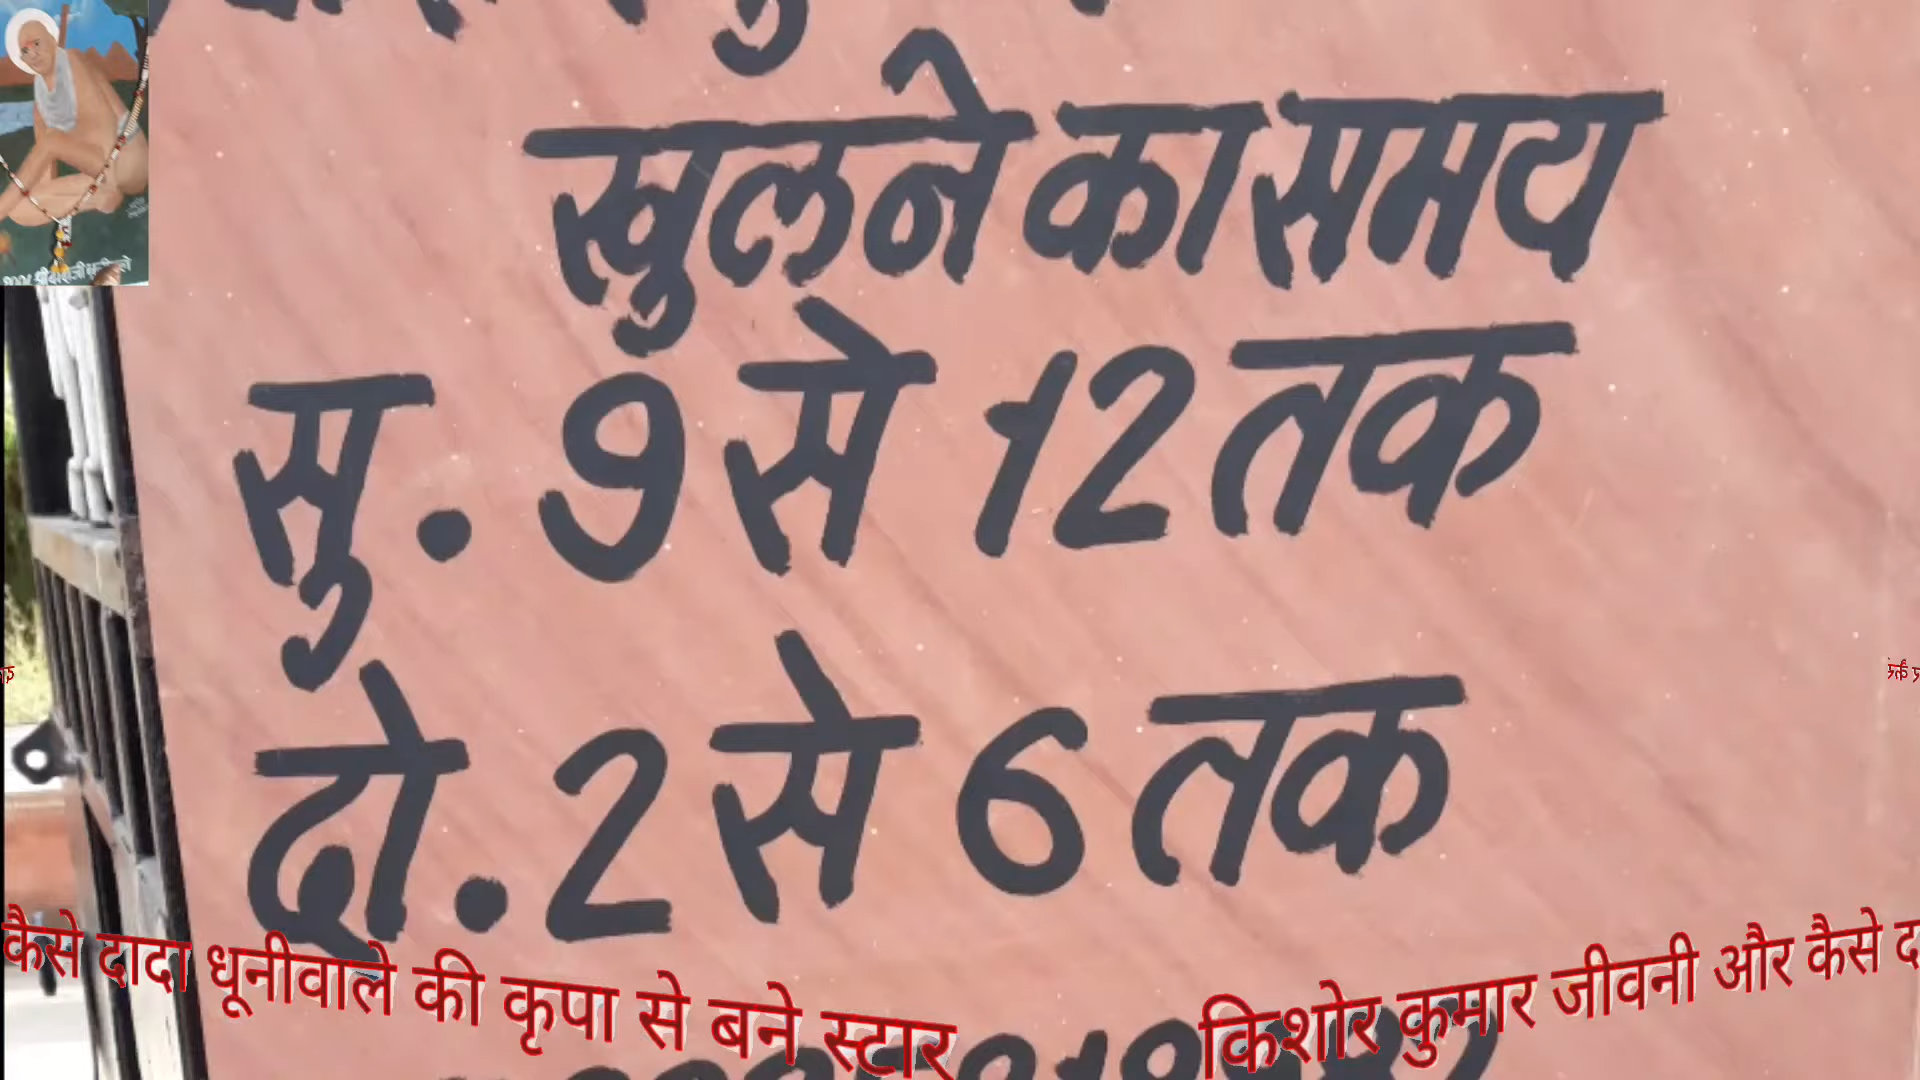 खुलने का समय
सु. 9 से 12 तक
दो. 2 से 6 तक
कैसे दादा धूनीवाले की कृपा से बने स्टार
किशोर कुमार जीवनी और कैसे